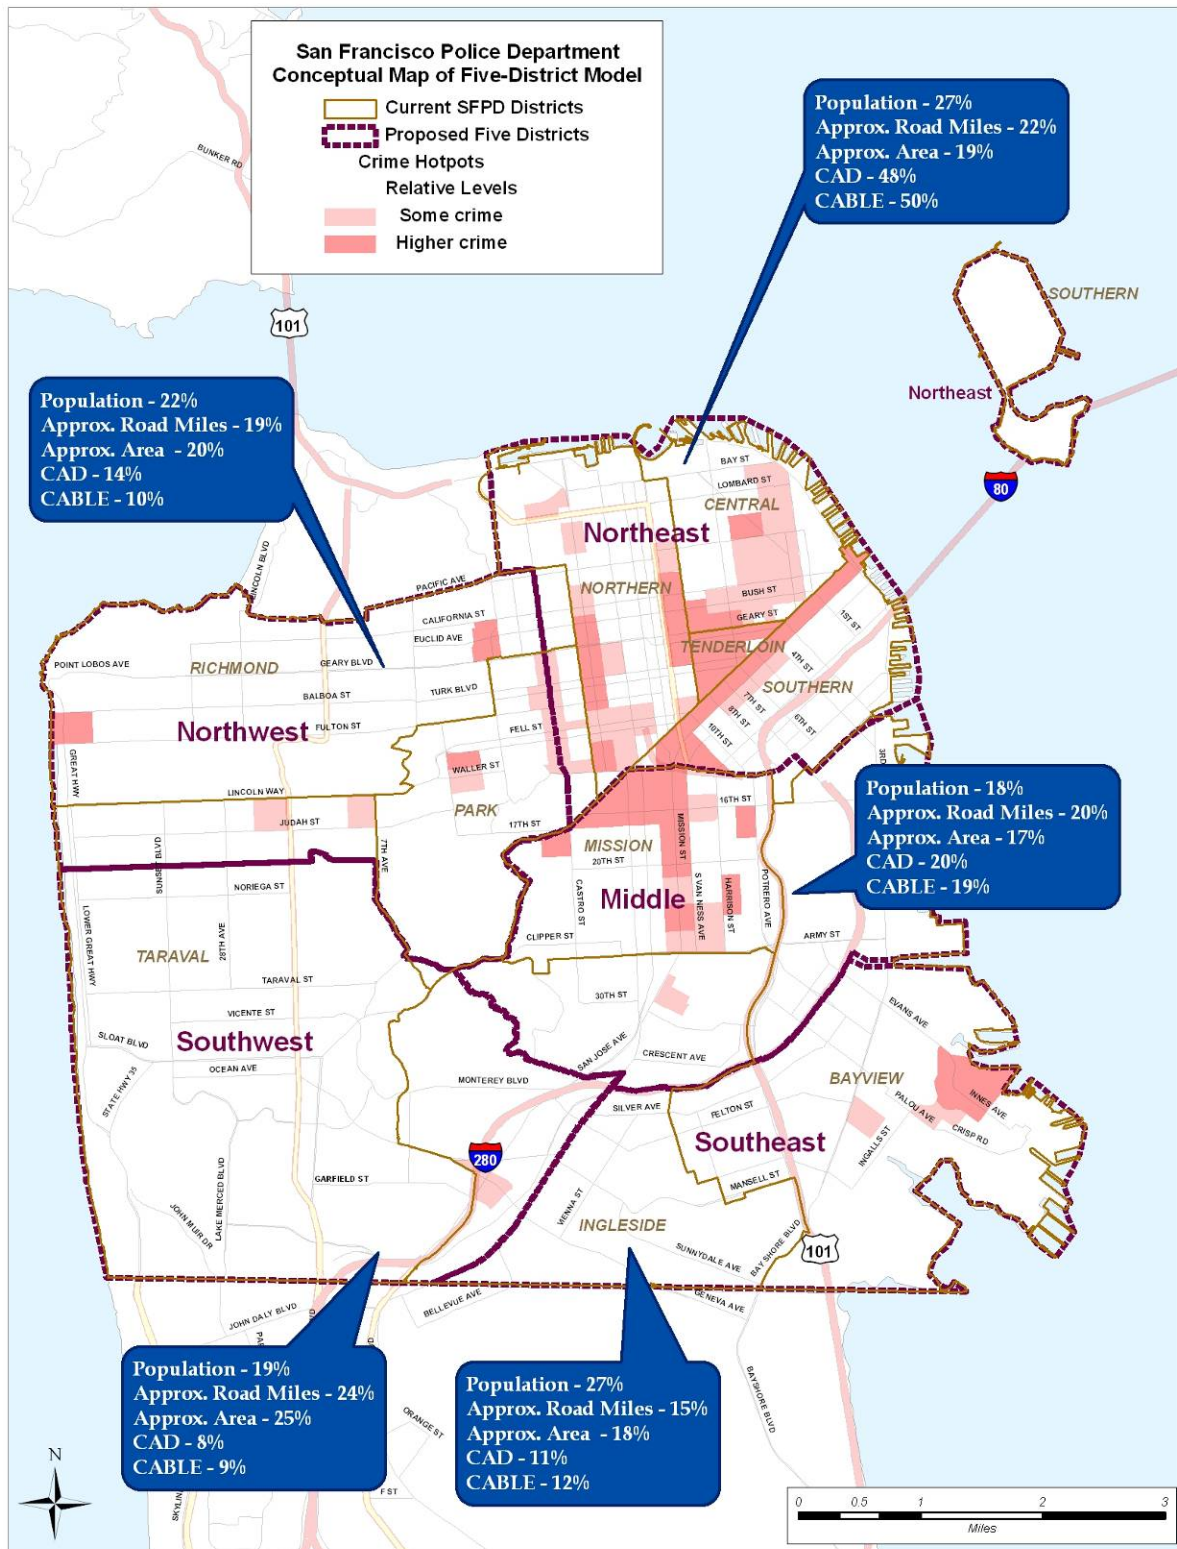 San Francisco Police Department
Conceptual Map of Five-District Model
Current SFPD Districts
Proposed Five Districts
Crime Hotpots
Relative Levels
Some crime
Higher crime
Population - 27%
Approx. Road Miles - 22%
Approx. Area - 19%
CAD - 48%
CABLE - 50%
BUNKER RD
101
SOUTHERN
Northeast
80
Population - 22%
Approx. Road Miles - 19%
Approx. Area - 20%
CAD - 14%
CABLE - 10%
BAY ST
LOMBARD ST
CENTRAL
Northeast
LINCOLN BLVD
PACIFIC AVE
NORTHERN
BUSH ST
CALIFORNIA ST
GEARY ST
1ST ST
EUCLID AVE
TENDERLOIN
POINT LOBOS AVE
RICHMOND
GEARY BLVD
4TH ST
SOUTHERN
BALBOA ST
TURK BLVD
7TH ST
8TH ST
6TH ST
10TH ST
Northwest
FULTON ST
FELL ST
GREAT HWY
3RD
WALLER ST
LINCOLN WAY
PARK
16TH ST
JUDAH ST
17TH ST
7TH AVE
SUNSET BLVD
MISSION
MISSION ST
20TH ST
Population - 18%
Approx. Road Miles - 20%
Approx. Area - 17%
CAD - 20%
CABLE - 19%
NORIEGA ST
CASTRO ST
Middle
S VAN NESS AVE
HARRISON ST
POTRERO AVE
LOWER GREAT HWY
28TH AVE
CLIPPER ST
ARMY ST
TARAVAL
TARAVAL ST
30TH ST
VICENTE ST
EVANS AVE
SLOAT BLVD
Southwest
SAN JOSE AVE
CRESCENT AVE
OCEAN AVE
STATE HWY 35
MONTEREY BLVD
BAYVIEW
INNES AVE
PALOU AVE
SILVER AVE
FELTON ST
CRISP RD
INGALLS ST
Southeast
280
GARFIELD ST
MANSELL ST
LAKE MERCED BLVD
JOHN MUIR DR
VIENNA ST
INGLESIDE
SUNNYDALE AVE
BAY SHORE BLVD
101
BELLEVUE AVE
GENEVA AVE
JOHN DALY BLVD
Population - 19%
Approx. Road Miles - 24%
Approx. Area - 25%
CAD - 8%
CABLE - 9%
Population - 27%
Approx. Road Miles - 15%
Approx. Area - 18%
CAD - 11%
CABLE - 12%
BAYSHORE BLVD
ORANGE ST
F ST
N
0 0.5 1 2 3
Miles